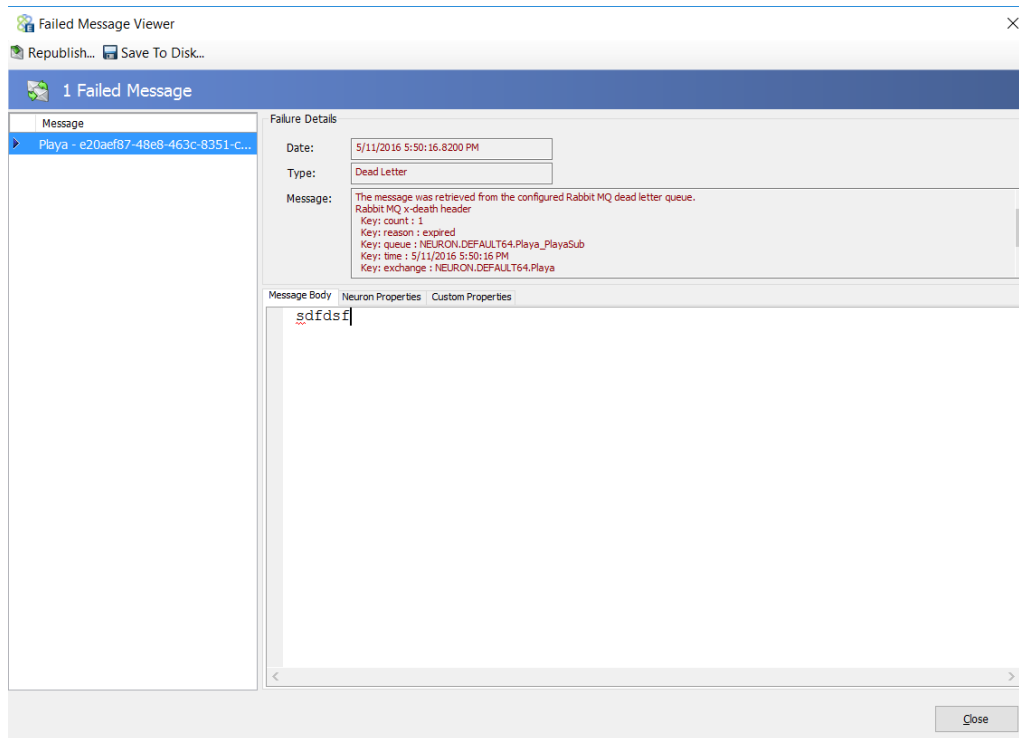 Failed Message Viewer
Republish... Save To Disk...
1 Failed Message
Message
Playa - e20aef87-48e8-463c-8351-c...
Failure Details
Date: 5/11/2016 5:50:16.8200 PM
Type: Dead Letter
Message: The message was retrieved from the configured Rabbit MQ dead letter queue.
Rabbit MQ x-death header
Key: count : 1
Key: reason : expired
Key: queue : NEURON.DEFAULT64.Playa_PlayaSub
Key: time : 5/11/2016 5:50:16 PM
Key: exchange : NEURON.DEFAULT64.Playa
Message Body Neuron Properties Custom Properties
sdfdsf
Close